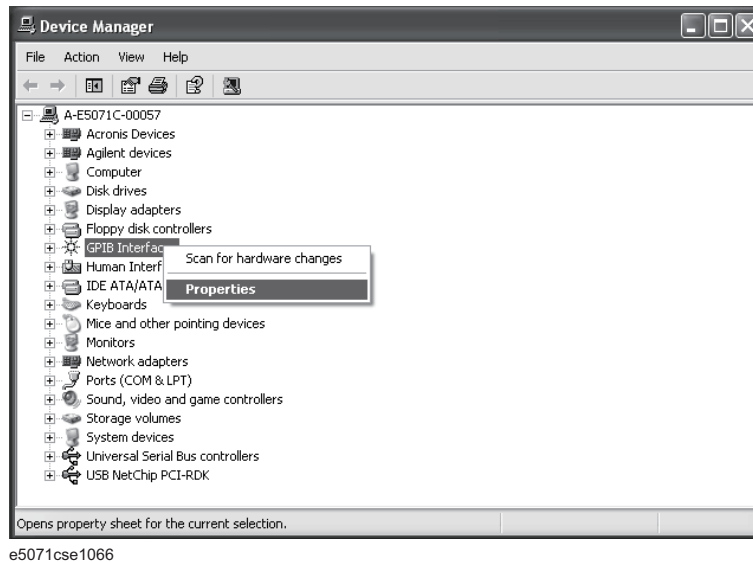 Device Manager
File Action View Help
A-E5071C-00057
Acronis Devices
Agilent devices
Computer
Disk drives
Display adapters
Floppy disk controllers
GPIB Interfac
Scan for hardware changes
Human Interf
IDE ATA/ATA
Properties
Keyboards
Mice and other pointing devices
Monitors
Network adapters
Ports (COM & LPT)
Sound, video and game controllers
Storage volumes
System devices
Universal Serial Bus controllers
USB NetChip PCI-RDK
Opens property sheet for the current selection.
e5071cse1066